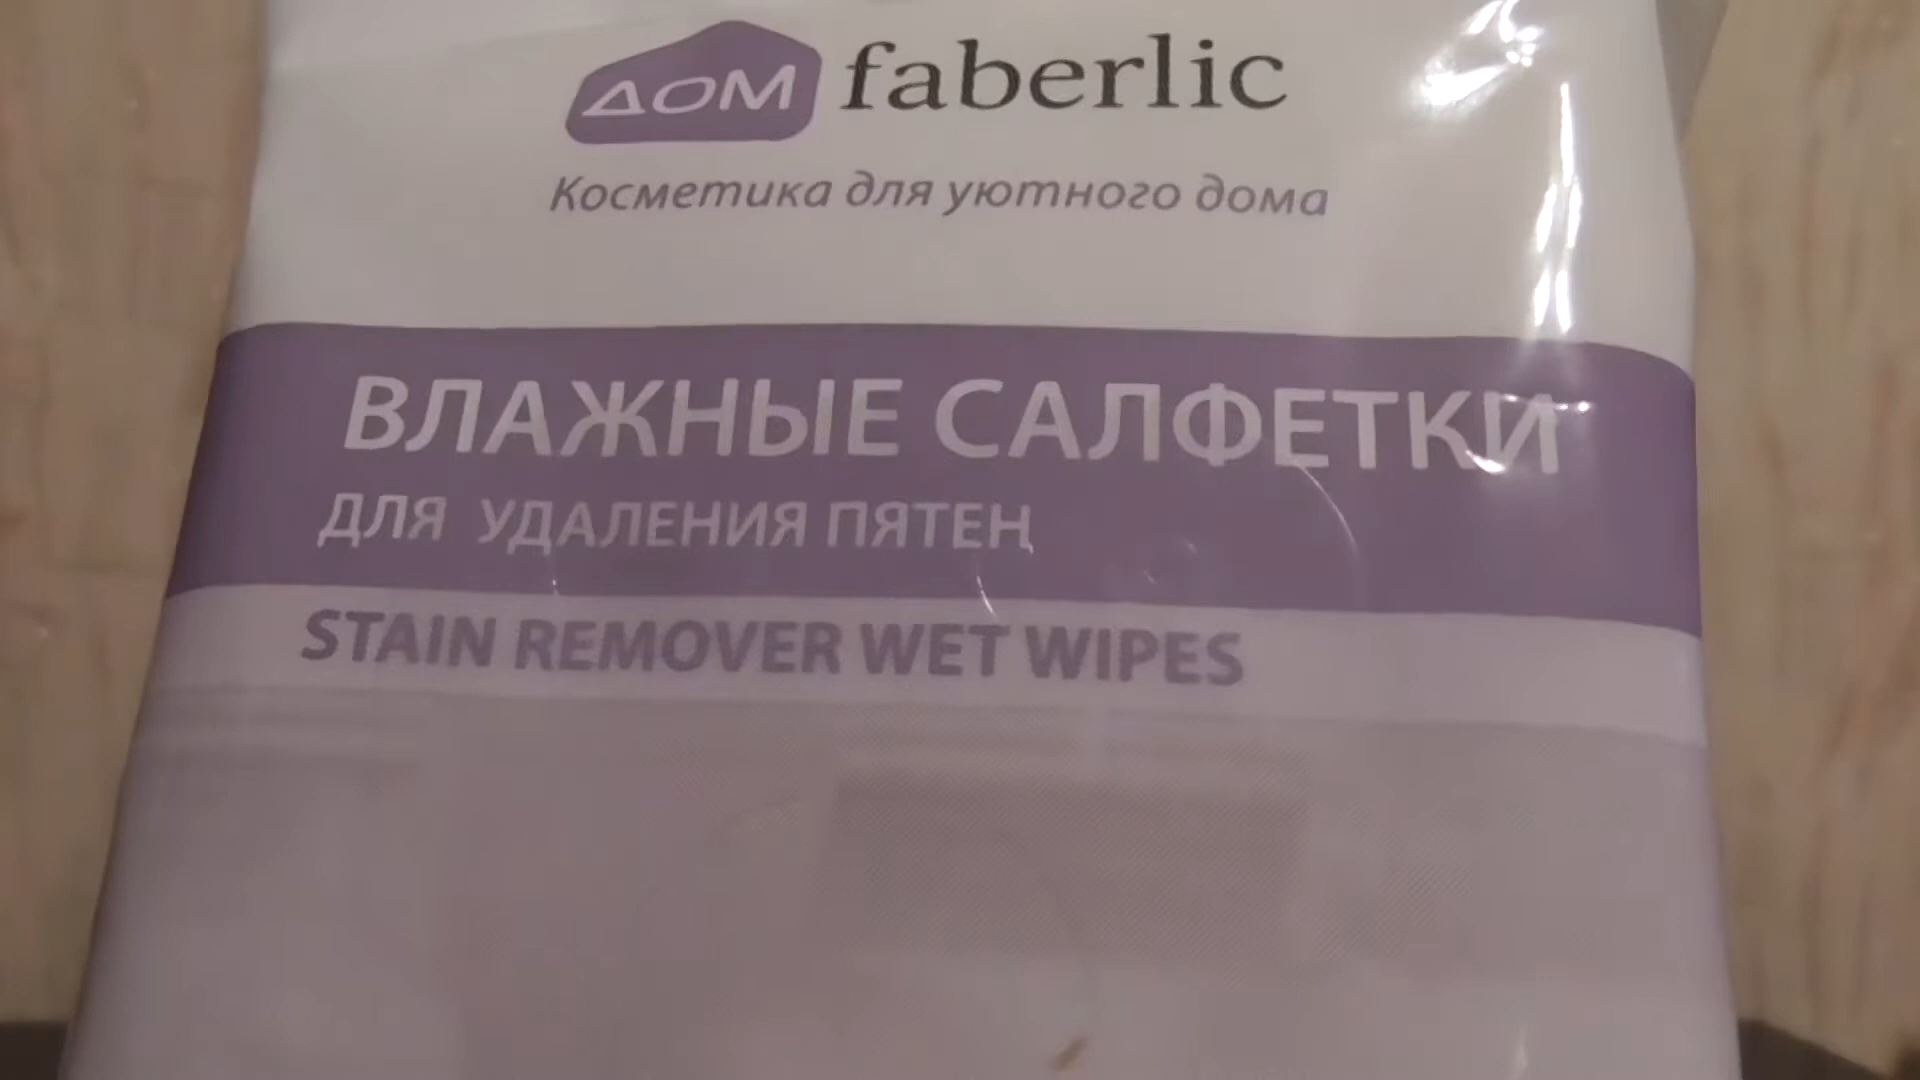 ДОМ faberlic
Косметика для уютного дома
ВЛАЖНЫЕ САЛФЕТКИ
ДЛЯ УДАЛЕНИЯ ПЯТЕН
STAIN REMOVER WET WIPES